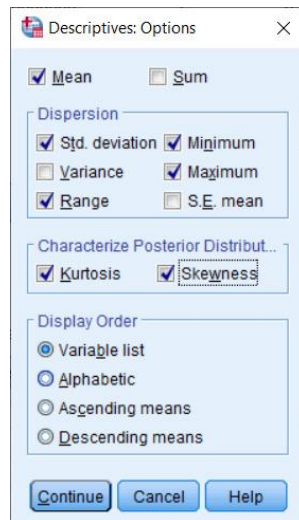 Descriptives: Options
Mean Sum
Dispersion
Std. deviation Minimum
Variance Maximum
Range S.E. mean
Characterize Posterior Distribut...
Kurtosis Skewness
Display Order
Variable list
Alphabetic
Ascending means
Descending means
Continue Cancel Help